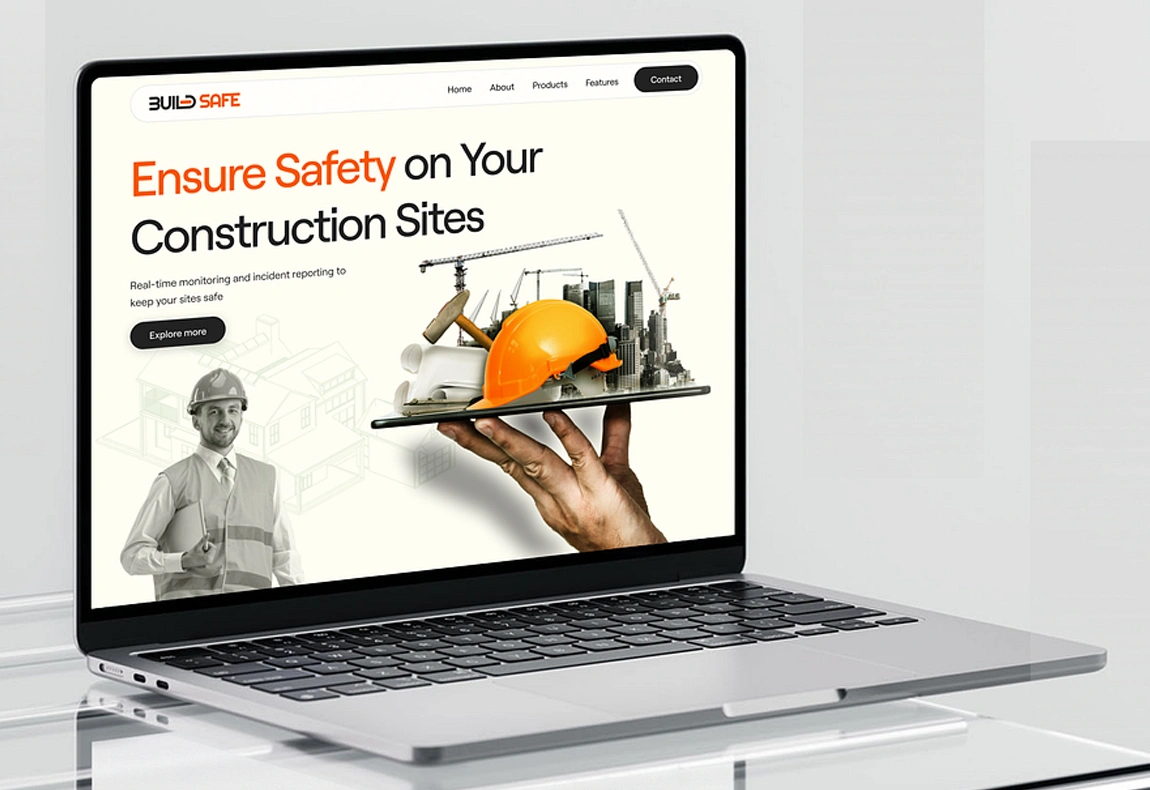 BUILD SAFE
Home About Products Features Contact
Ensure Safety on Your
Construction Sites
Real-time monitoring and incident reporting to
keep your sites safe
Explore more